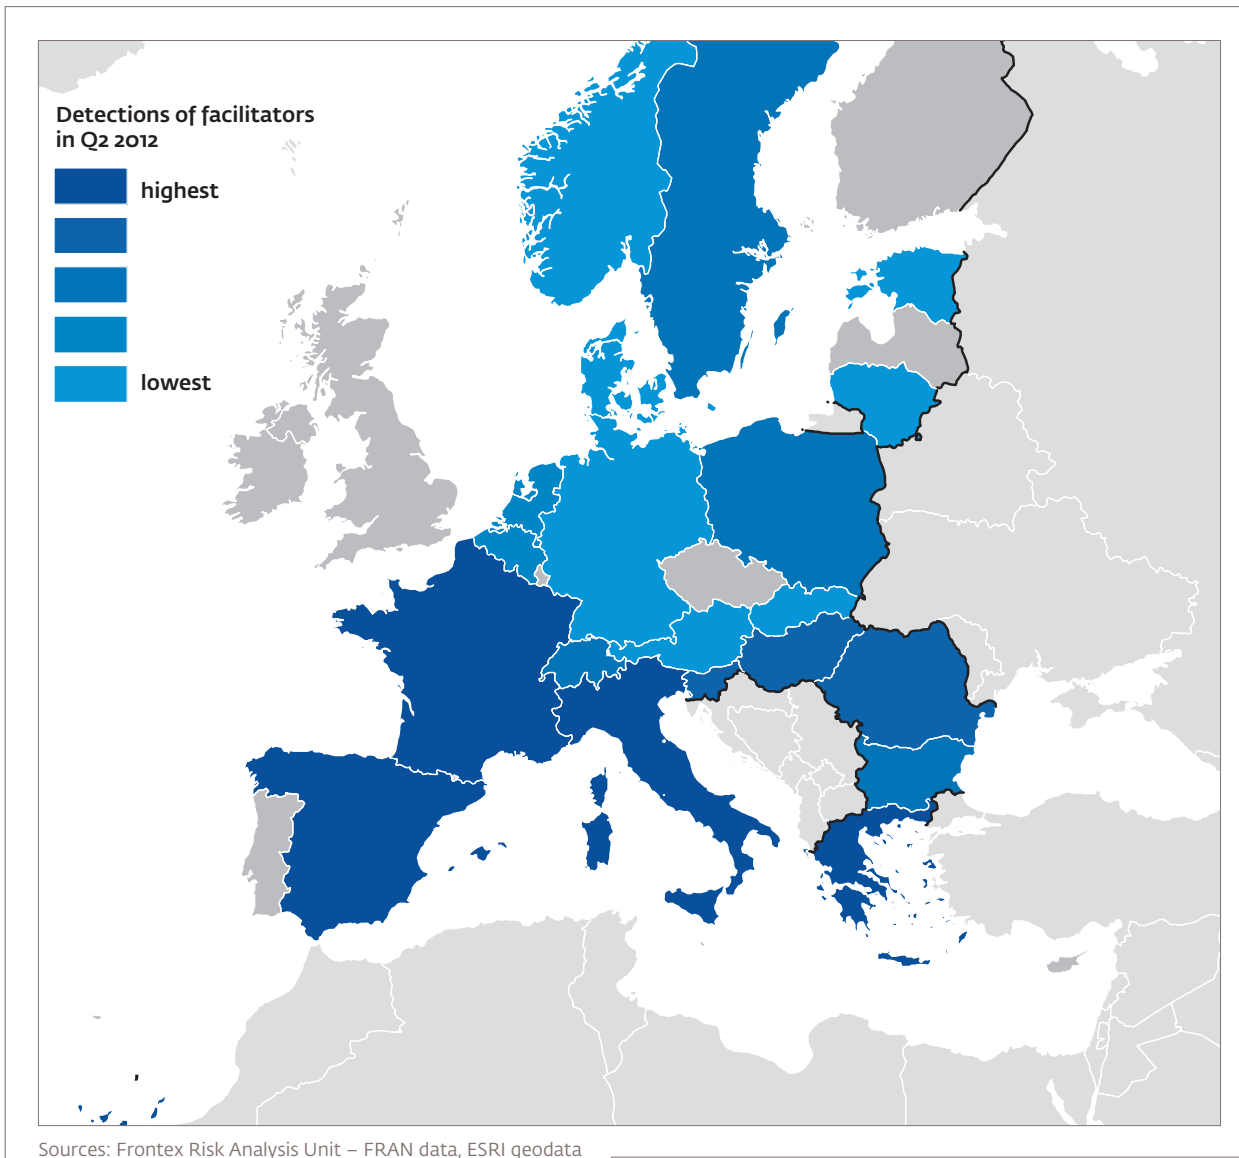 Detections of facilitators
in Q2 2012
highest
lowest
Sources: Frontex Risk Analysis Unit – FRAN data, ESRI geodata